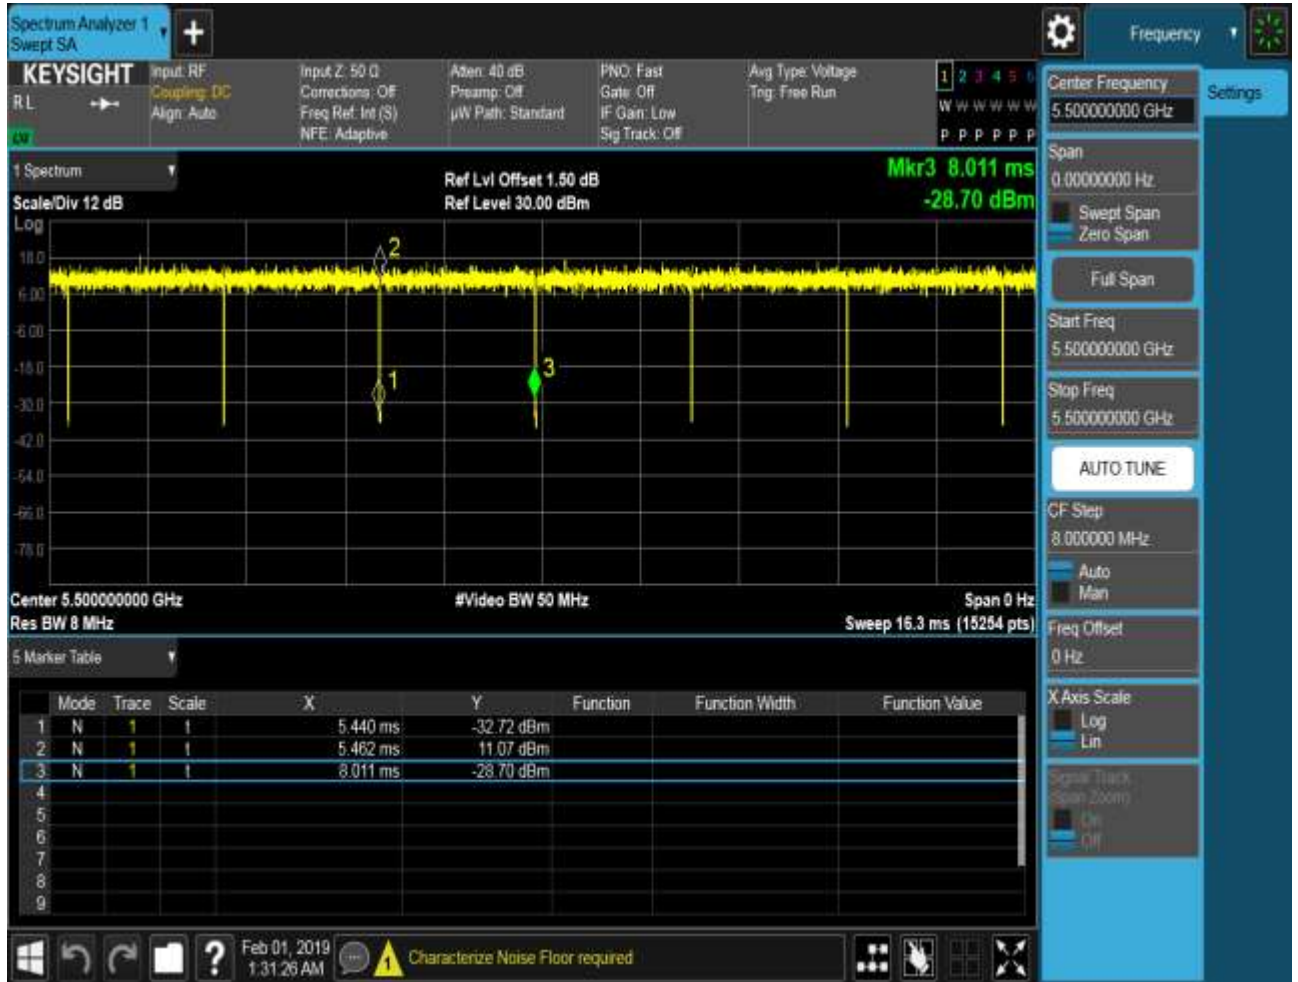 Spectrum Analyzer 1
Swept SA
Frequency
KEYSIGHT
R L
Input: RF
Coupling: DC
Align: Auto
Input Z: 50 Ω
Corrections: Off
Freq Ref: Int (S)
NFE: Adaptive
Atten: 40 dB
Preamp: Off
µW Path: Standard
PNO: Fast
Gate: Off
IF Gain: Low
Sig Track: Off
Avg Type: Voltage
Trig: Free Run
1 2 3 4 5 6
W W W W W W
P P P P P P
1 Spectrum
Scale/Div 12 dB
Ref Lvl Offset 1.50 dB
Ref Level 30.00 dBm
Mkr3 8.011 ms
-28.70 dBm
Log
18.0
6.00
-6.00
-18.0
-30.0
-42.0
-54.0
-66.0
-78.0
2
1
3
Center 5.500000000 GHz
#Video BW 50 MHz
Span 0 Hz
Res BW 8 MHz
Sweep 16.3 ms (15254 pts)
5 Marker Table
Mode Trace Scale X Y Function Function Width Function Value
1 N 1 t 5.440 ms -32.72 dBm
2 N 1 t 5.462 ms 11.07 dBm
3 N 1 t 8.011 ms -28.70 dBm
4
5
6
7
8
9
Feb 01, 2019
1:31:26 AM
?
1
Characterize Noise Floor required
Settings
Center Frequency
5.500000000 GHz
Span
0.00000000 Hz
Swept Span
Zero Span
Full Span
Start Freq
5.500000000 GHz
Stop Freq
5.500000000 GHz
AUTO TUNE
CF Step
8.000000 MHz
Auto
Man
Freq Offset
0 Hz
X Axis Scale
Log
Lin
Signal Track
(Span Zoom)
On
Off